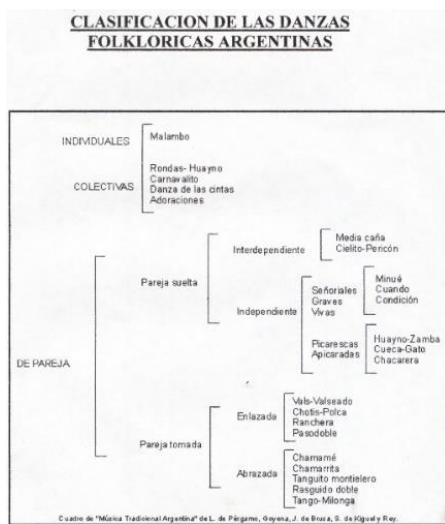 CLASIFICACION DE LAS DANZAS
FOLKLORICAS ARGENTINAS
INDIVIDUALES
Malambo
COLECTIVAS
Rondas- Huayno
Carnavalito
Danza de las cintas
Adoraciones
DE PAREJA
Pareja suelta
Interdependiente
Media caña
Cielito-Pericón
Independiente
Señoriales
Graves
Vivas
Minué
Cuando
Condición
Picarescas
Apicaradas
Huayno-Zamba
Cueca-Gato
Chacarera
Pareja tomada
Enlazada
Vals-Valseado
Chotis-Polca
Ranchera
Pasodoble
Abrazada
Chamamé
Chamarrita
Tanguito montielero
Rasguido doble
Tango-Milonga
Cuadro de "Música Tradicional Argentina" de L. de Pérgamo, Goyena, J. de Brusa, S. de Kiguel y Rey.